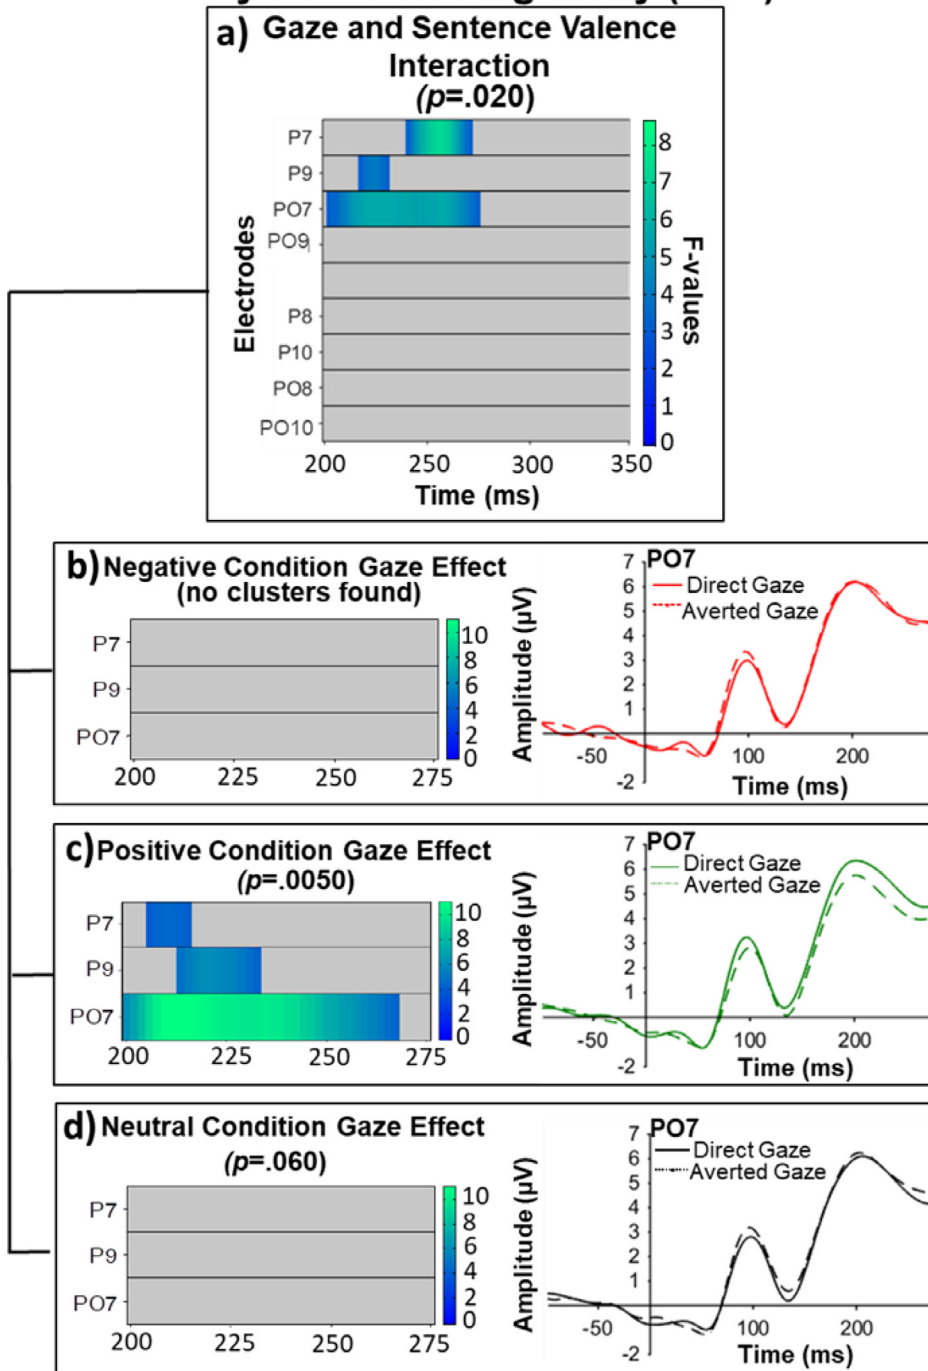 a) Gaze and Sentence Valence
Interaction
(p=.020)
Electrodes
P7
P9
PO7
PO9
P8
P10
PO8
PO10
200 250 300 350
Time (ms)
8
7
6
5
4
3
2
1
0
F-values
b) Negative Condition Gaze Effect
(no clusters found)
P7
P9
PO7
200 225 250 275
10
8
6
4
2
0
PO7
Direct Gaze
Averted Gaze
Amplitude (µV)
7
6
5
4
3
2
1
-2
-50 100 200
Time (ms)
c) Positive Condition Gaze Effect
(p=.0050)
P7
P9
PO7
200 225 250 275
10
8
6
4
2
0
PO7
Direct Gaze
Averted Gaze
Amplitude (µV)
7
6
5
4
3
2
1
-2
-50 100 200
Time (ms)
d) Neutral Condition Gaze Effect
(p=.060)
P7
P9
PO7
200 225 250 275
10
8
6
4
2
0
PO7
Direct Gaze
Averted Gaze
Amplitude (µV)
7
6
5
4
3
2
1
-2
-50 100 200
Time (ms)